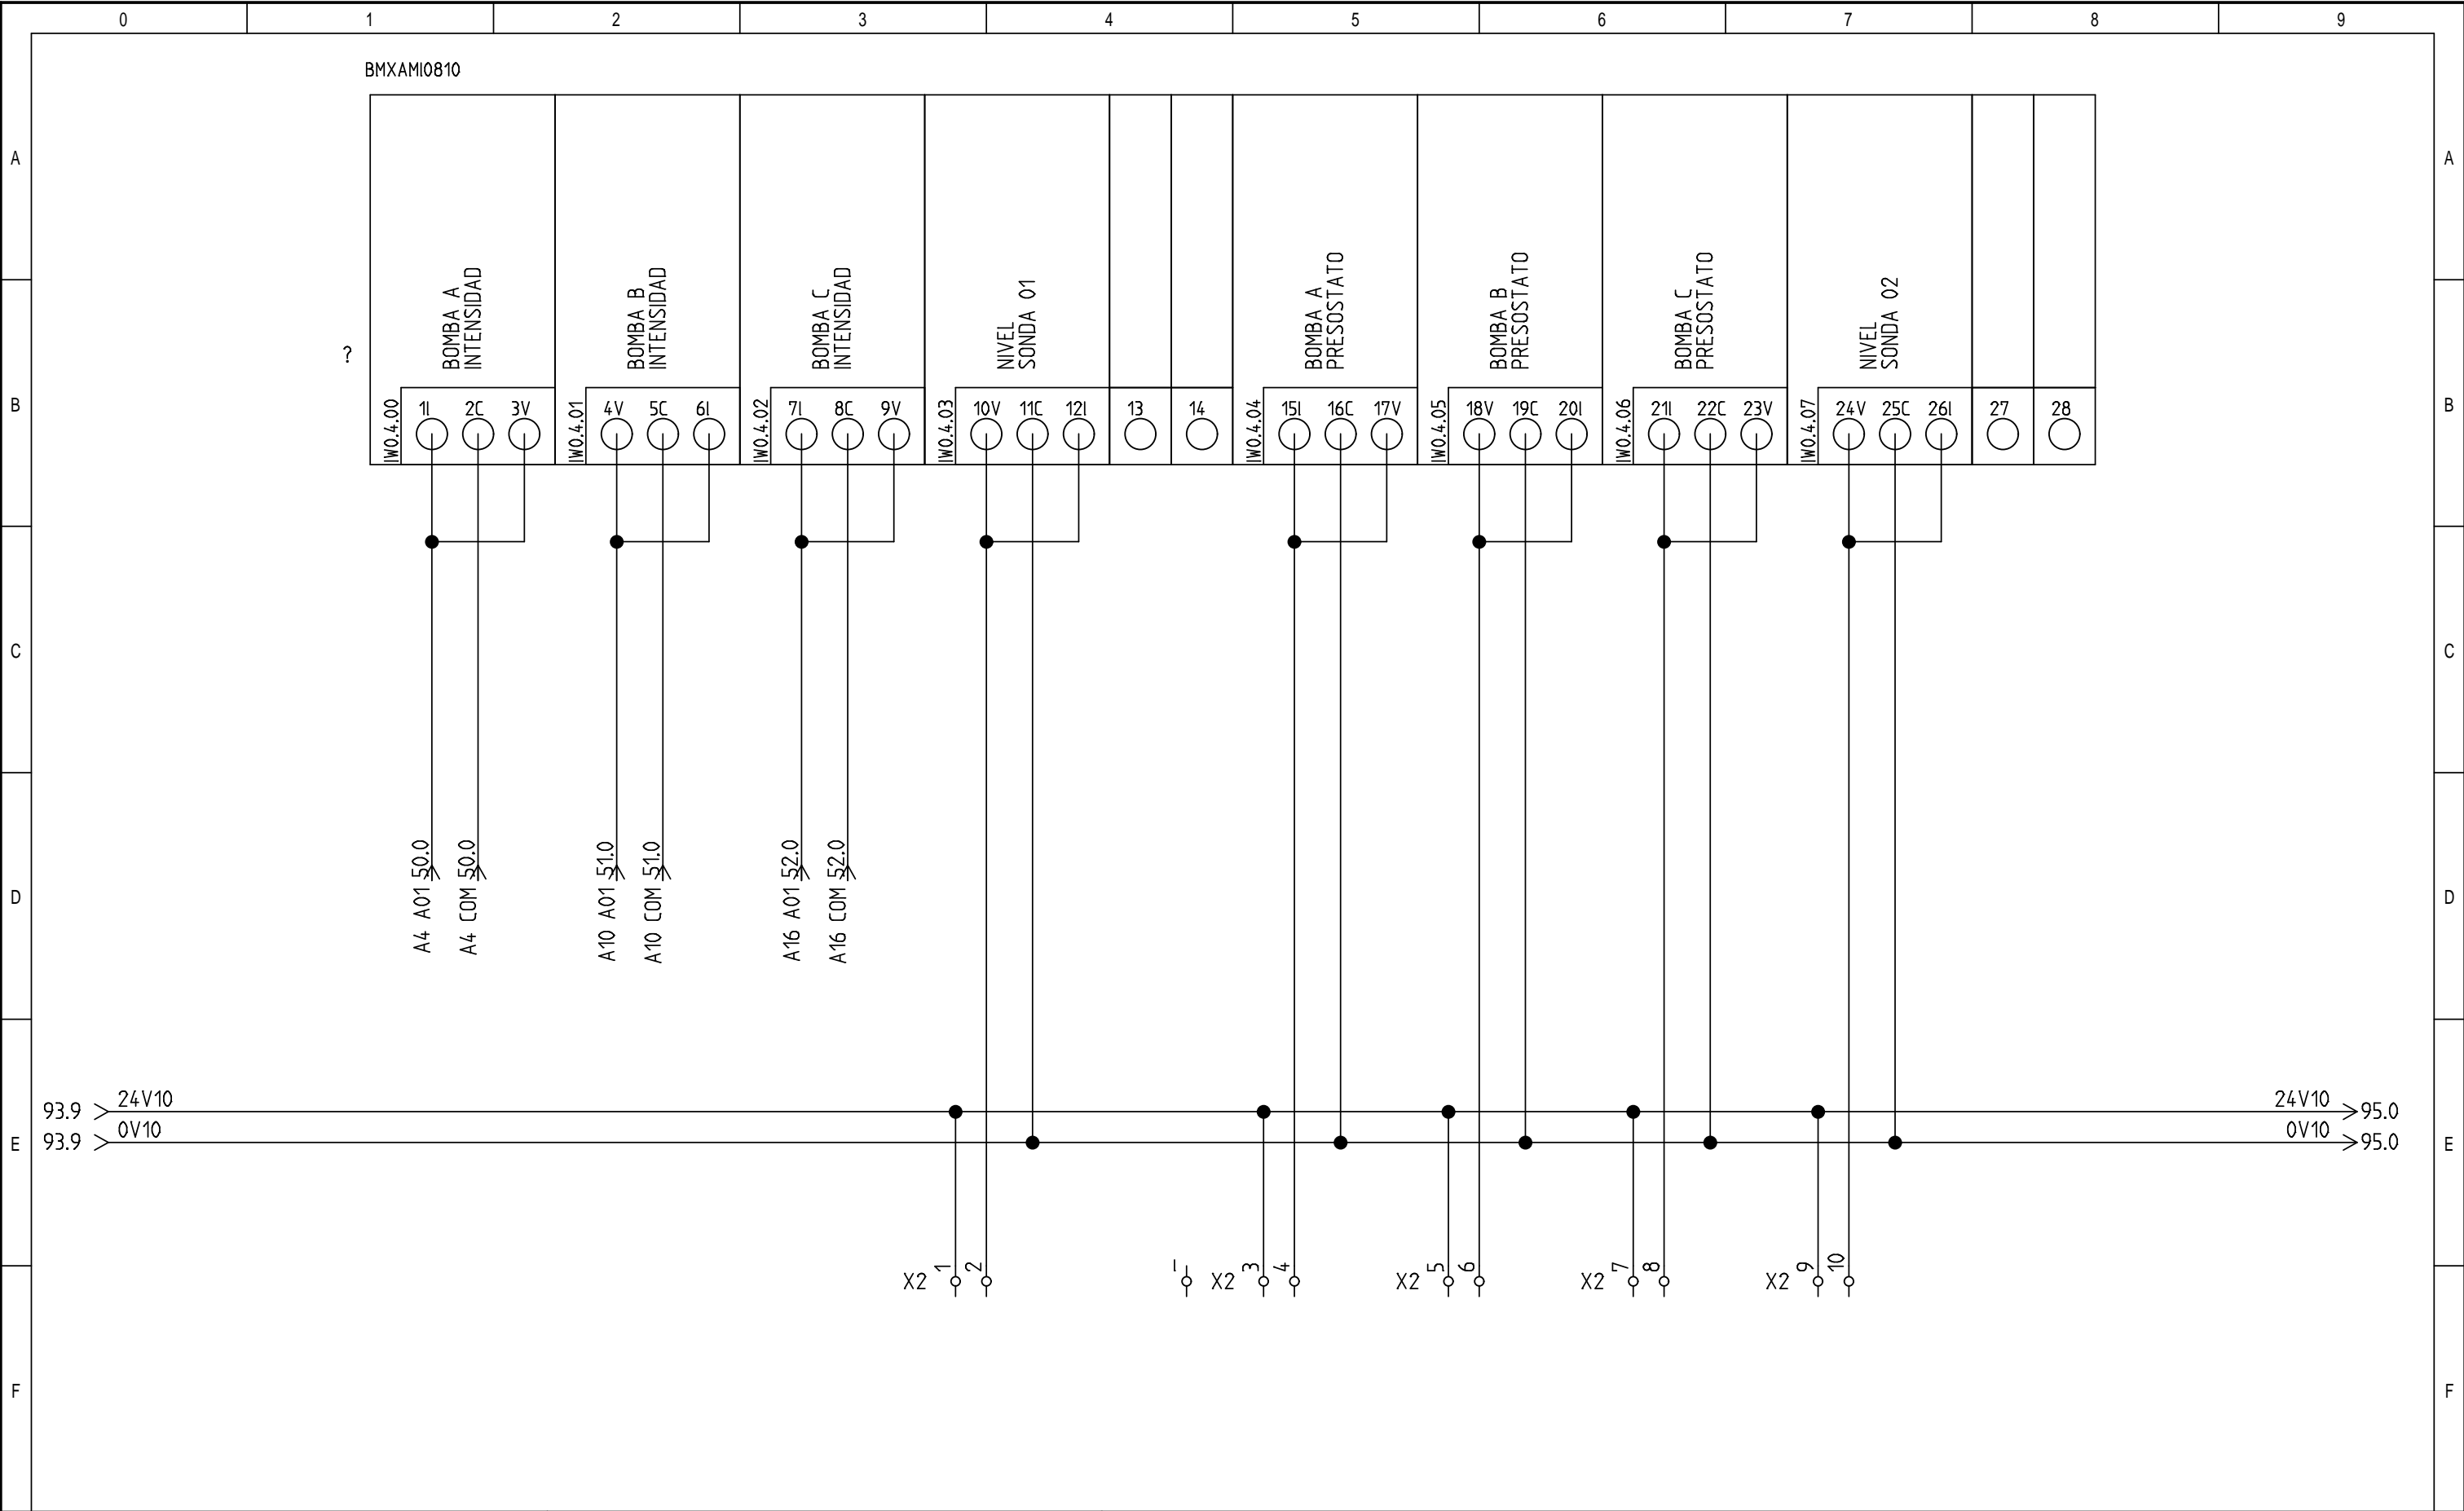 0 1 2 3 4 5 6 7 8 9
BMXAMI0810
A A
BOMBA A
INTENSIDAD
BOMBA B
INTENSIDAD
BOMBA C
INTENSIDAD
NIVEL
SONDA 01
BOMBA A
PRESOSTATO
BOMBA B
PRESOSTATO
BOMBA C
PRESOSTATO
NIVEL
SONDA 02
?
B B
IW0.4.00 1I 2C 3V
IW0.4.01 4V 5C 6I
IW0.4.02 7I 8C 9V
IW0.4.03 10V 11C 12I
13 14
IW0.4.04 15I 16C 17V
IW0.4.05 18V 19C 20I
IW0.4.06 21I 22C 23V
IW0.4.07 24V 25C 26I
27 28
C C
A4 A01 50.0
A4 COM 50.0
A10 A01 51.0
A10 COM 51.0
A16 A01 52.0
A16 COM 52.0
D D
93.9 24V10 24V10 95.0
93.9 0V10 0V10 95.0
E E
X2 1 2
X2 3 4
X2 5 6
X2 7 8
X2 9 10
F F